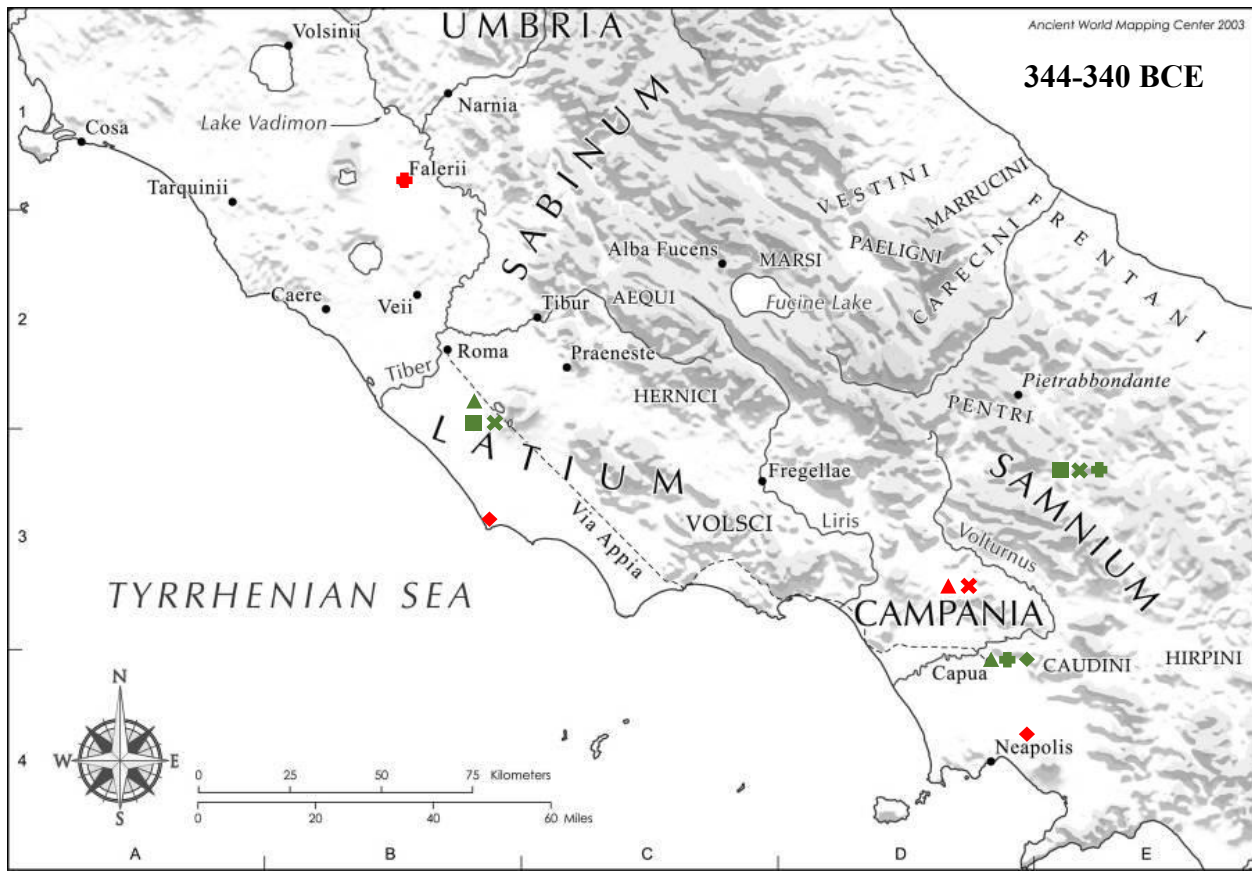 Ancient World Mapping Center 2003
344-340 BCE
UMBRIA
Volsinii
Narnia
Lake Vadimon
1
Cosa
Falerii
Tarquinii
SABINUM
VESTINI
MARRUCINI
FRENTANI
PAELIGNI
CARECINI
Alba Fucens
MARSI
Caere
Veii
Tibur
AEQUI
Fucine Lake
2
Tiber
Roma
Praeneste
HERNICI
Pietrabbondante
PENTRI
LATIUM
Fregellae
SAMNIUM
VOLSCI
Liris
Volturnus
3
Via Appia
TYRRHENIAN SEA
CAMPANIA
Capua
CAUDINI
HIRPINI
N
W E
S
4
Neapolis
0 25 50 75 Kilometers
0 20 40 60 Miles
A B C D E